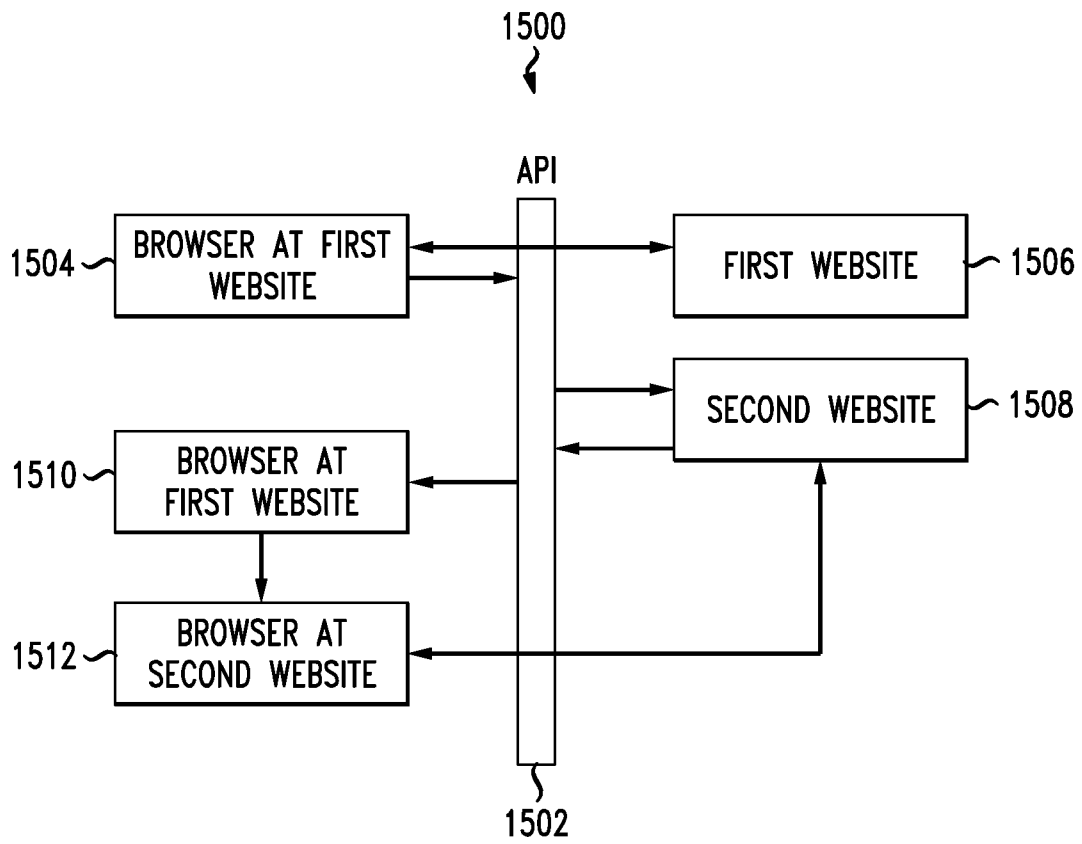 1500
API
BROWSER AT FIRST
WEBSITE
1504
FIRST WEBSITE
1506
SECOND WEBSITE
1508
1510
BROWSER AT
FIRST WEBSITE
1512
BROWSER AT
SECOND WEBSITE
1502